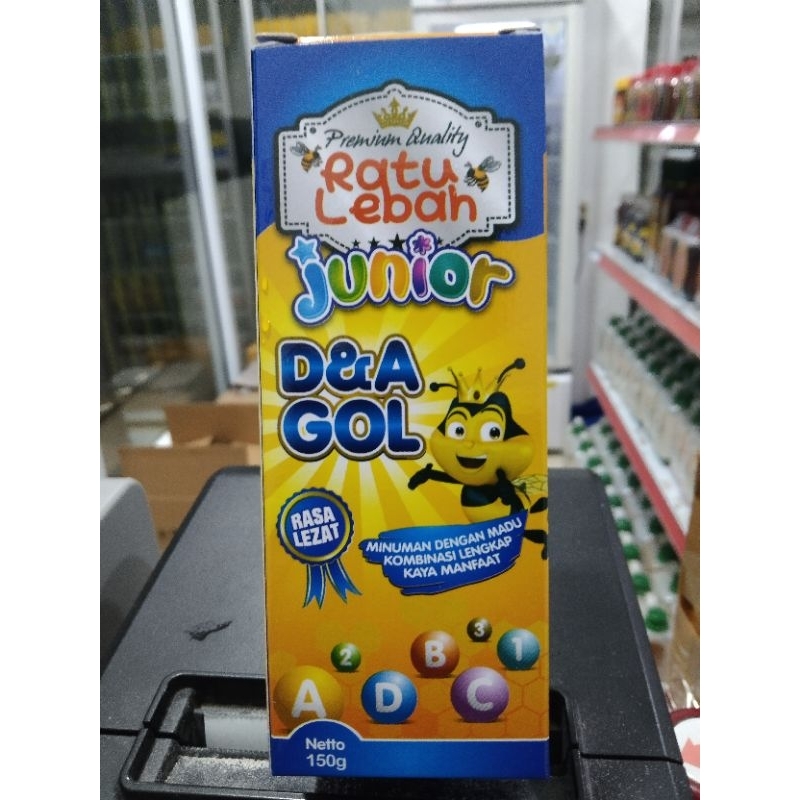 Premium Quality
Ratu
Lebah
junior
D&A
GOL
RASA
LEZAT
MINUMAN DENGAN MADU
KOMBINASI LENGKAP
KAYA MANFAAT
2
B
3
1
A
D
C
Netto
150g